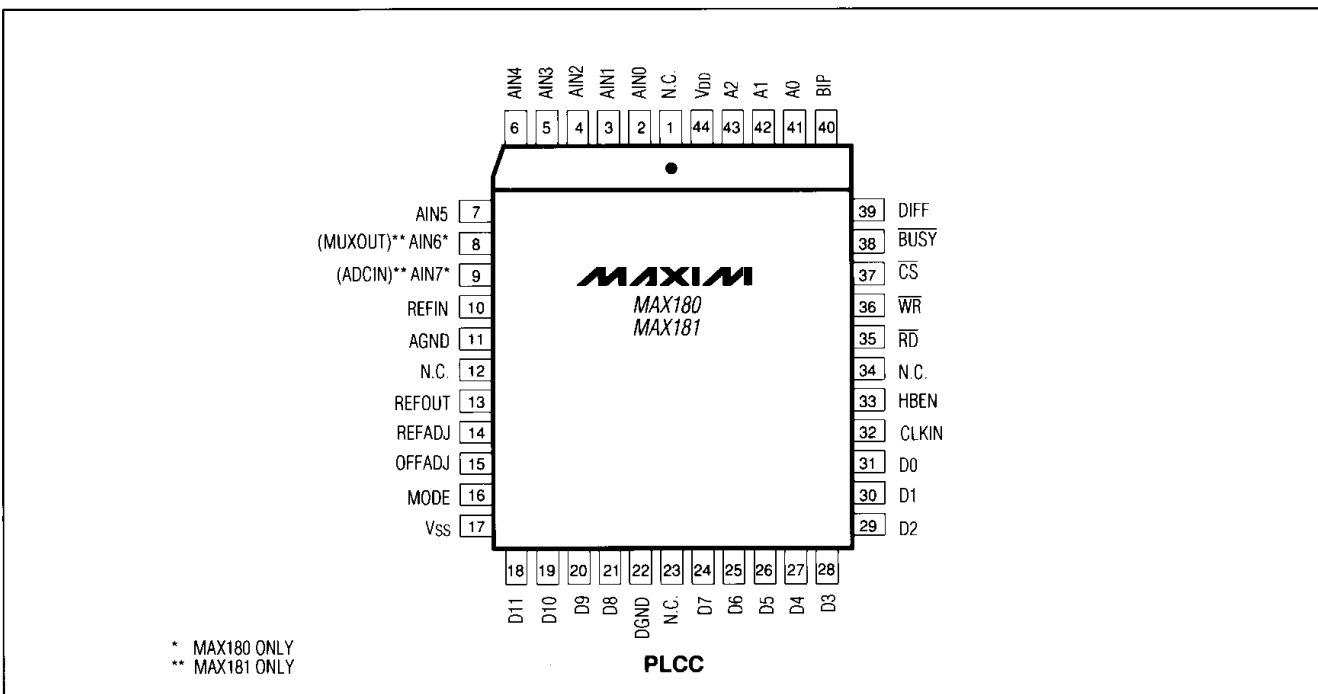 AIN4 AIN3 AIN2 AIN1 AIN0 N.C. VDD A2 A1 A0 BIP
6 5 4 3 2 1 44 43 42 41 40
AIN5 7
(MUXOUT)** AIN6* 8
(ADCIN)** AIN7* 9
REFIN 10
AGND 11
N.C. 12
REFOUT 13
REFADJ 14
OFFADJ 15
MODE 16
VSS 17
MAXIM
MAX180
MAX181
39 DIFF
38 BUSY
37 CS
36 WR
35 RD
34 N.C.
33 HBEN
32 CLKIN
31 D0
30 D1
29 D2
18 19 20 21 22 23 24 25 26 27 28
D11 D10 D9 D8 DGND N.C. D7 D6 D5 D4 D3
* MAX180 ONLY
** MAX181 ONLY
PLCC